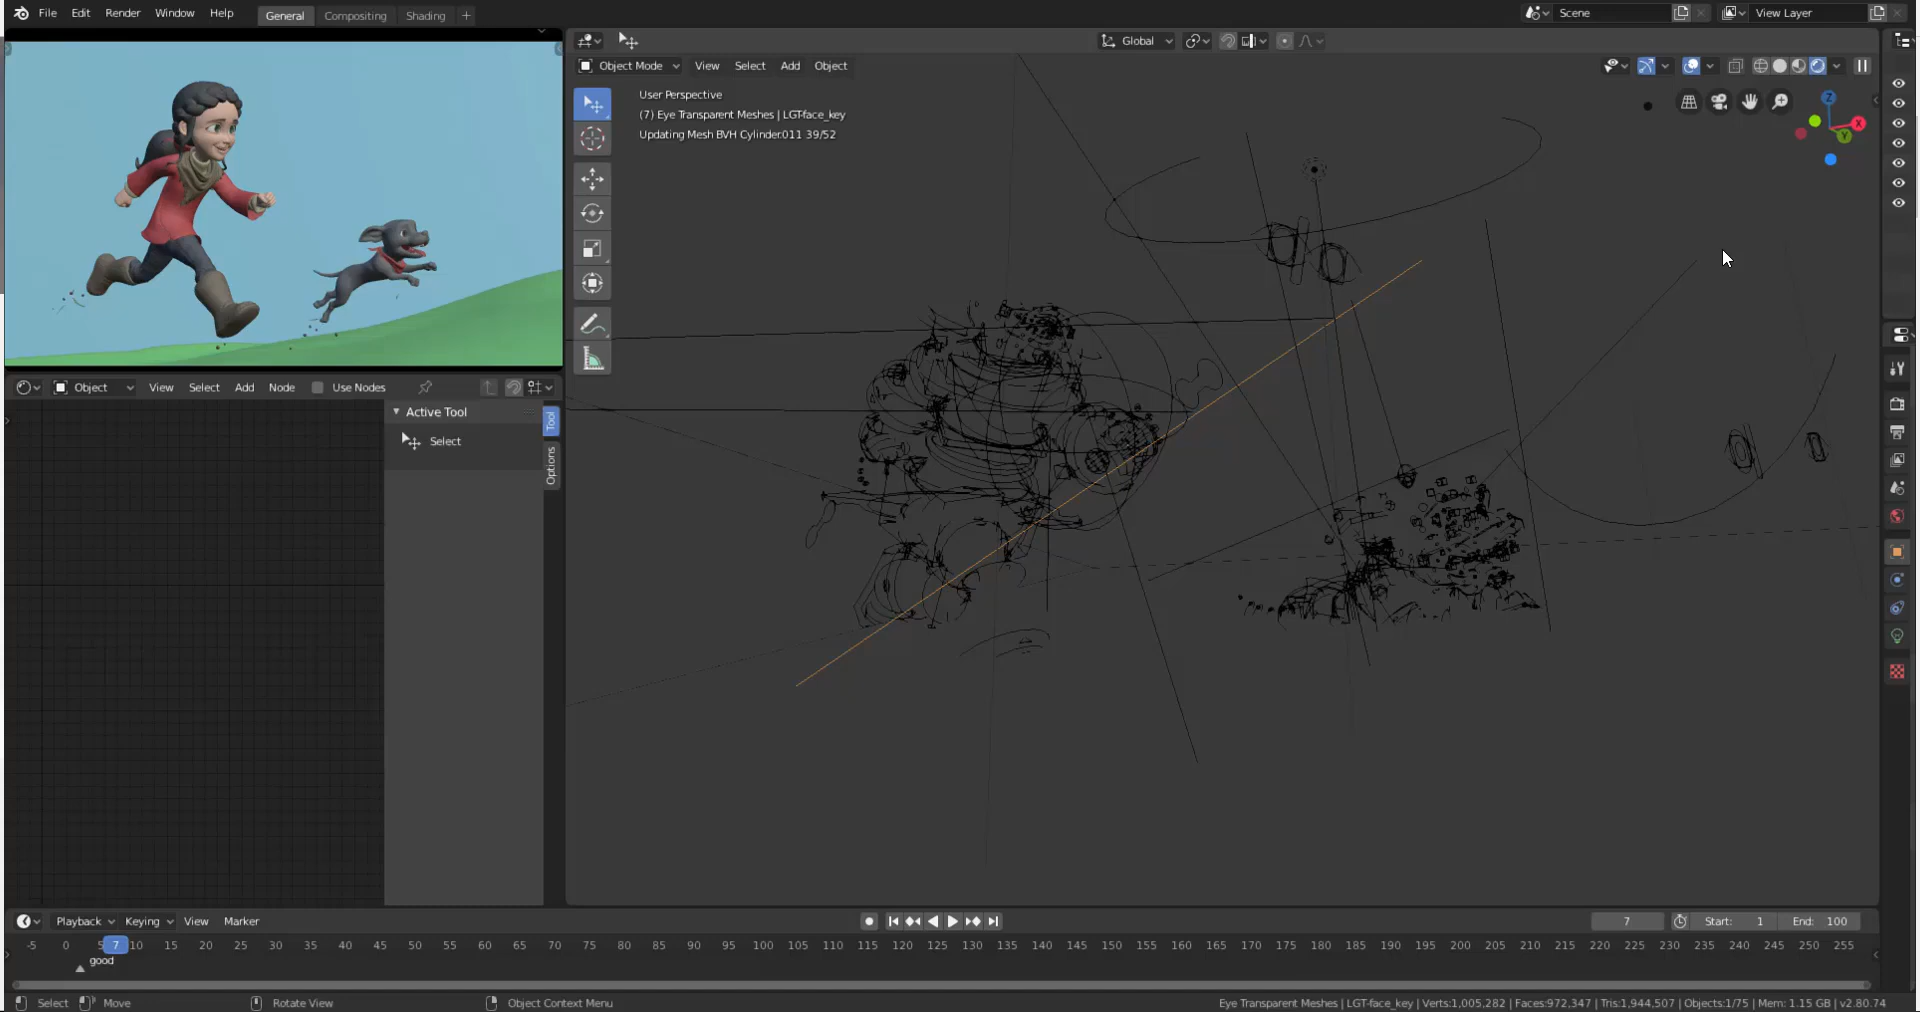 File Edit Render Window Help General Compositing Shading + Scene View Layer
Global
Object Mode View Select Add Object
User Perspective
(7) Eye Transparent Meshes | LGT-face_key
Updating Mesh BVH Cylinder.011 39/52
Z
X
Y
Object View Select Add Node Use Nodes
Active Tool
Select
Tool
Options
Playback Keying View Marker 7 Start: 1 End: 100
-5 0 5 7 10 15 20 25 30 35 40 45 50 55 60 65 70 75 80 85 90 95 100 105 110 115 120 125 130 135 140 145 150 155 160 165 170 175 180 185 190 195 200 205 210 215 220 225 230 235 240 245 250 255
good
Select Move Rotate View Object Context Menu Eye Transparent Meshes | LGT-face_key | Verts:1,005,282 | Faces:972,347 | Tris:1,944,507 | Objects:1/75 | Mem: 1.15 GB | v2.80.74